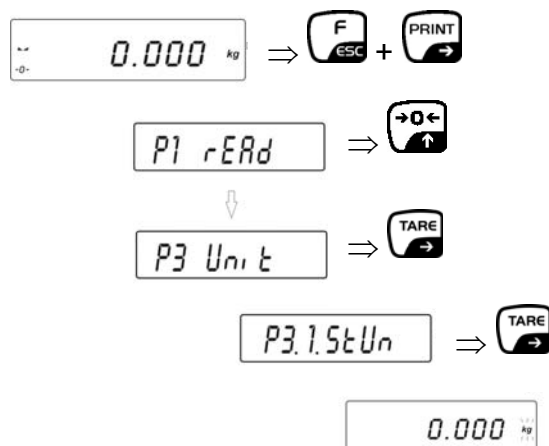 -0- 0.000 kg ⇒ F ESC + PRINT
P1 rEAd ⇒ →0←
P3 Unit ⇒ TARE
P3.1.StUn ⇒ TARE
0.000 kg